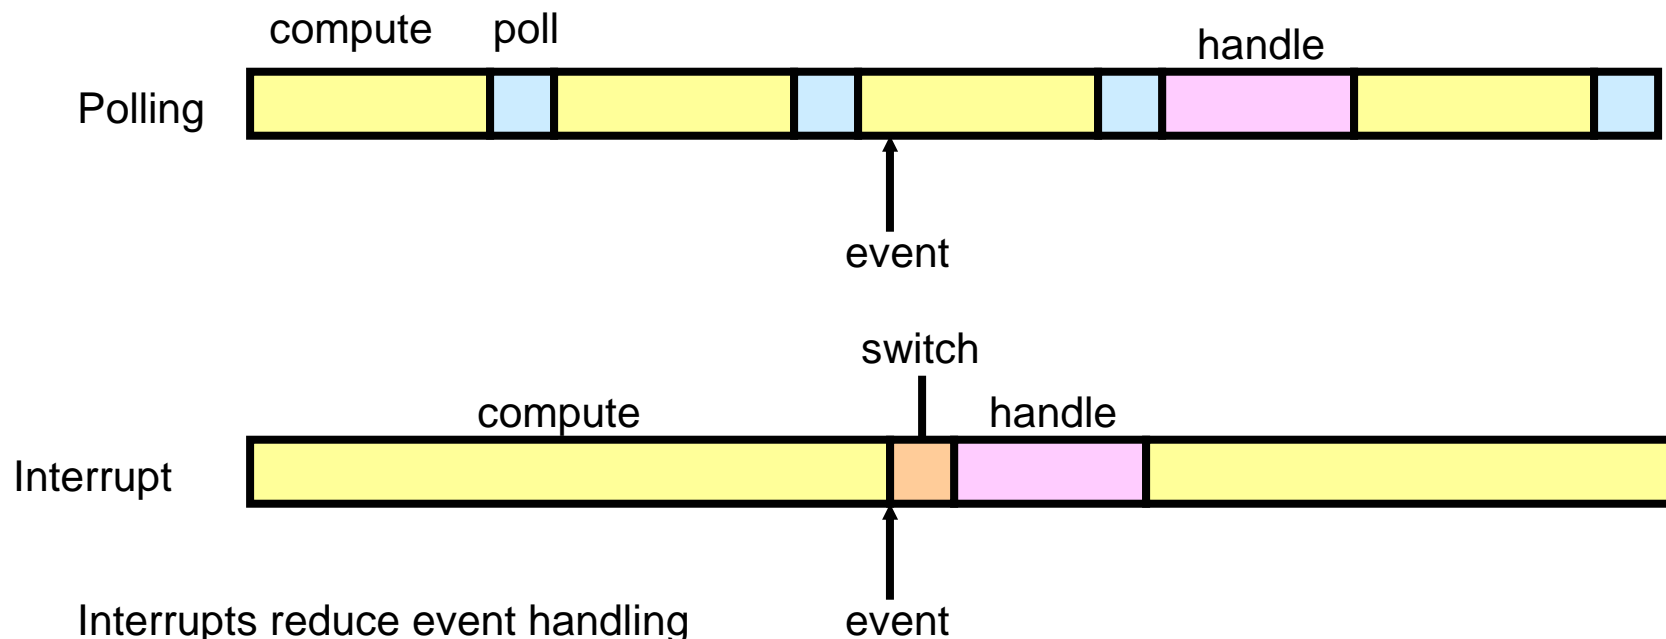 compute poll
handle
Polling
event
switch
compute handle
Interrupt
Interrupts reduce event handling event